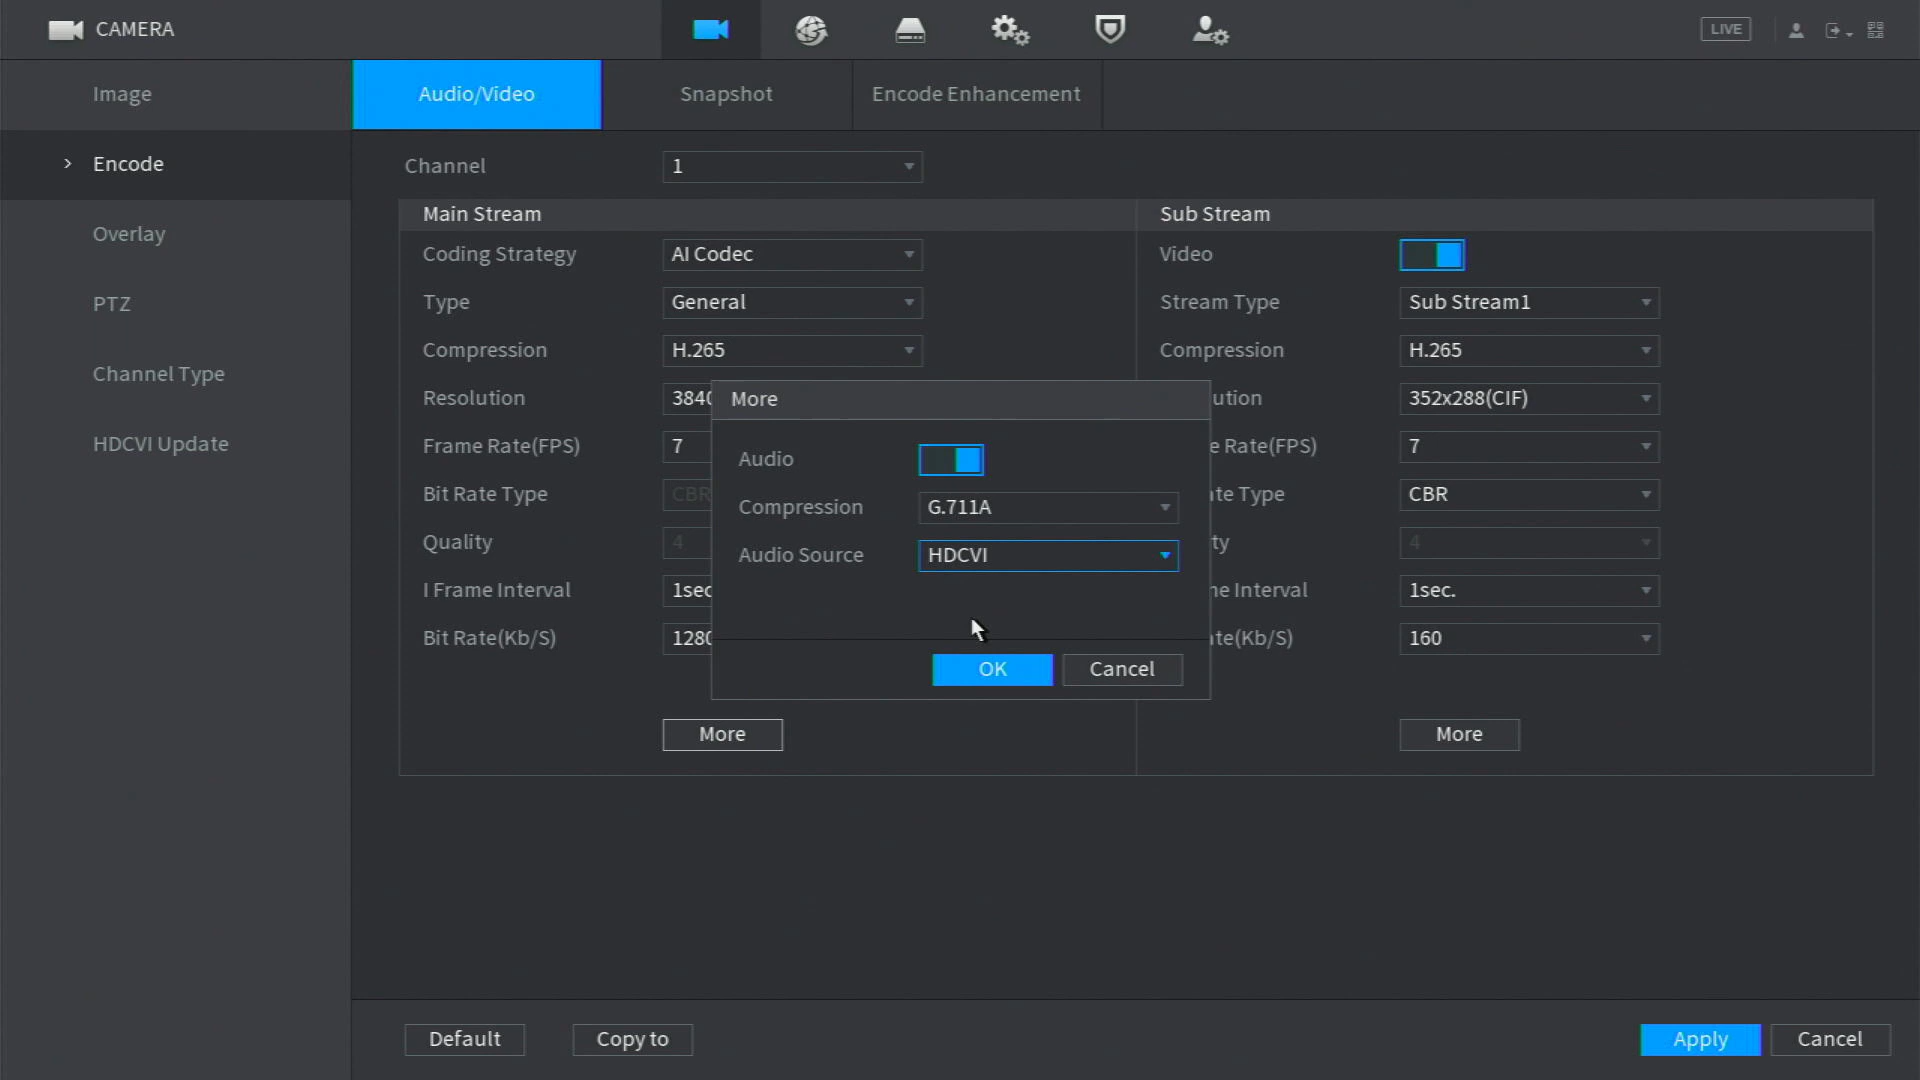 CAMERA
LIVE
Image
Encode
Overlay
PTZ
Channel Type
HDCVI Update
Audio/Video
Snapshot
Encode Enhancement
Channel 1
Main Stream
Coding Strategy AI Codec
Type General
Compression H.265
Resolution 3840
Frame Rate(FPS) 7
Bit Rate Type CBR
Quality 4
I Frame Interval 1sec
Bit Rate(Kb/S) 1280
More
Sub Stream
Video
Stream Type Sub Stream1
Compression H.265
ution 352x288(CIF)
e Rate(FPS) 7
te Type CBR
ty 4
me Interval 1sec.
te(Kb/S) 160
More
More
Audio
Compression G.711A
Audio Source HDCVI
OK Cancel
Default Copy to Apply Cancel